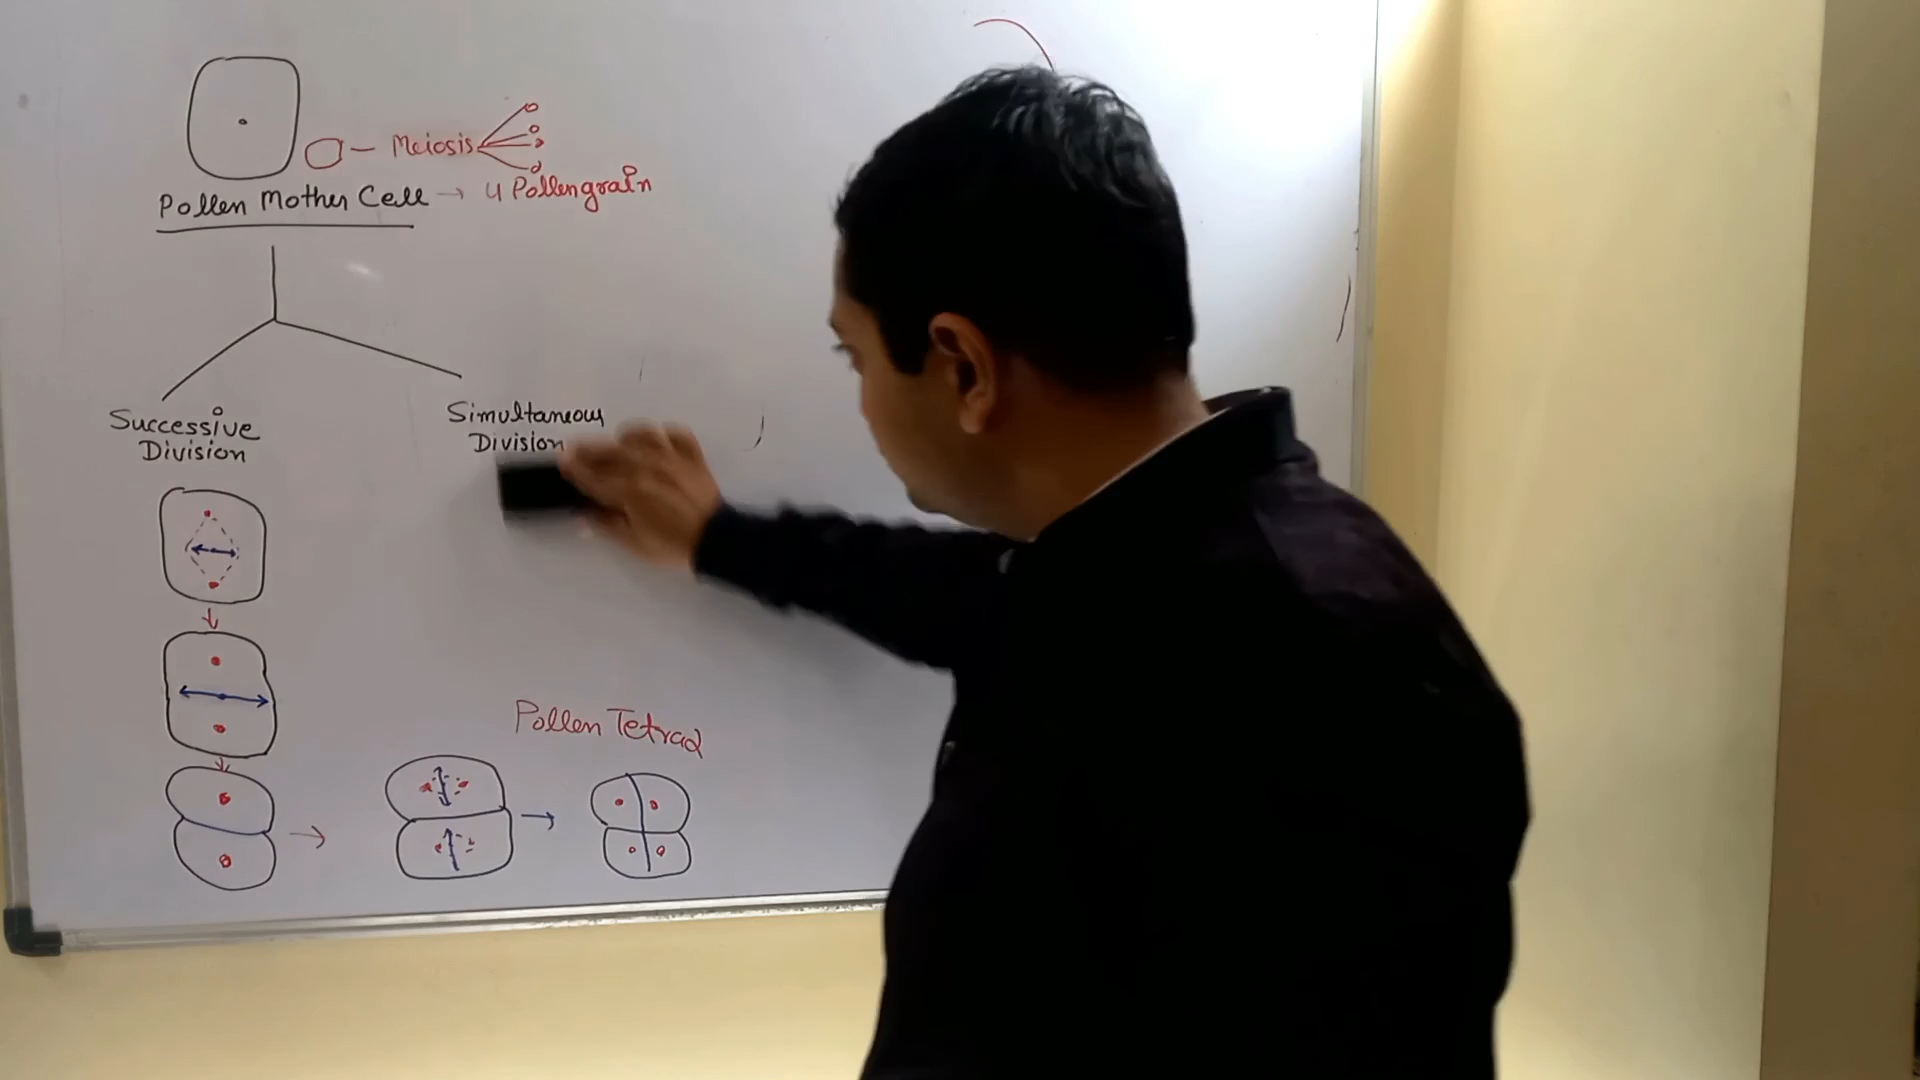 Meiosis
Pollen Mother Cell → 4 Pollengrain
Successive
Division
Simultaneous
Division
Pollen Tetrad